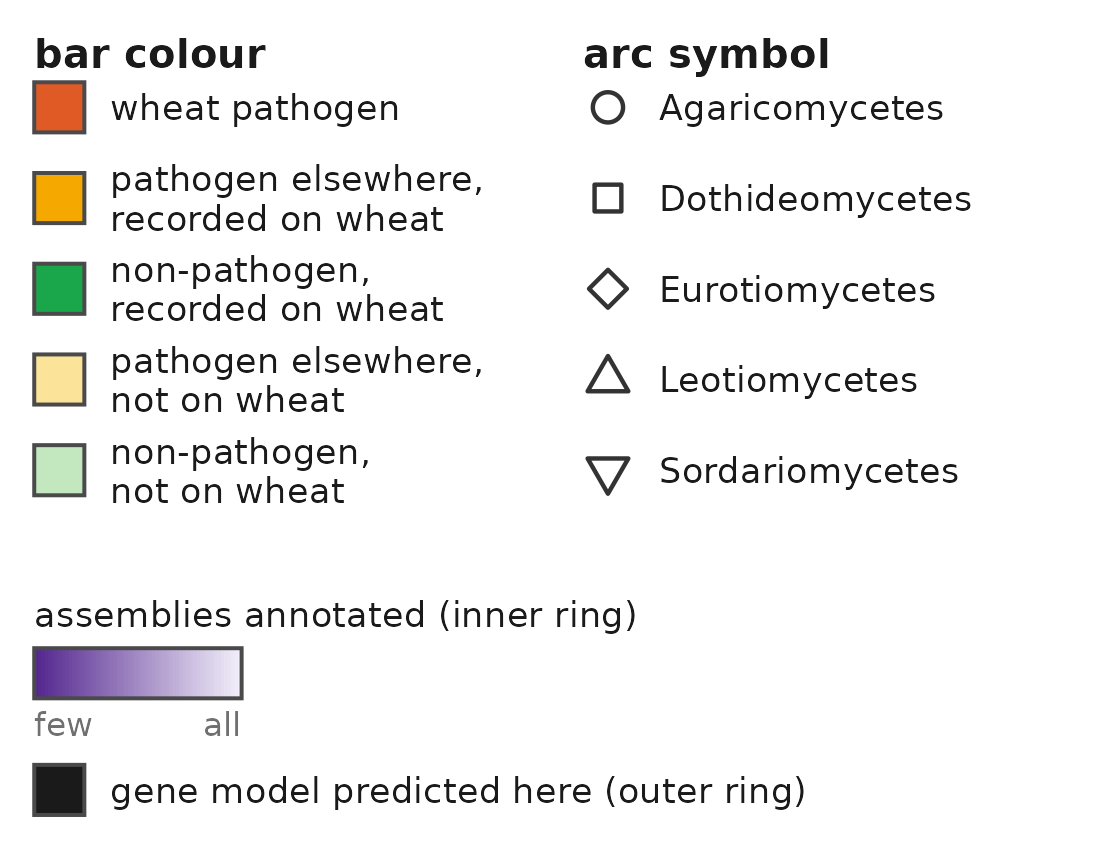 bar colour
wheat pathogen
pathogen elsewhere,
recorded on wheat
non-pathogen,
recorded on wheat
pathogen elsewhere,
not on wheat
non-pathogen,
not on wheat
arc symbol
Agaricomycetes
Dothideomycetes
Eurotiomycetes
Leotiomycetes
Sordariomycetes
assemblies annotated (inner ring)
few all
gene model predicted here (outer ring)